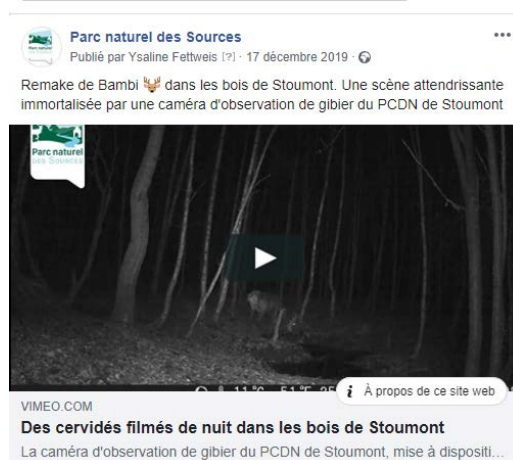 Parc naturel des Sources
Publié par Ysaline Fettweis [?] · 17 décembre 2019 ·
Remake de Bambi 🦌 dans les bois de Stoumont. Une scène attendrissante
immortalisée par une caméra d'observation de gibier du PCDN de Stoumont
Parc naturel
des Sources
11°C 51°F
i À propos de ce site web
VIMEO.COM
Des cervidés filmés de nuit dans les bois de Stoumont
La caméra d'observation de gibier du PCDN de Stoumont, mise à dispositi...